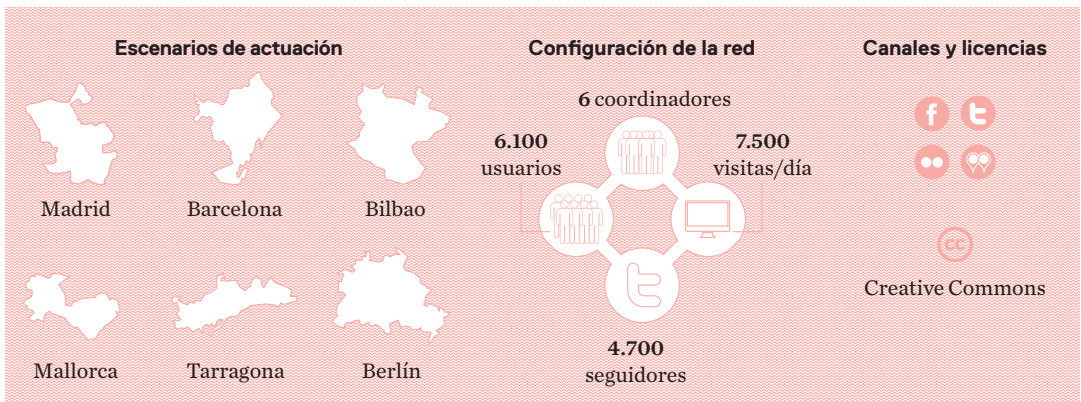 Escenarios de actuación
Madrid
Barcelona
Bilbao
Mallorca
Tarragona
Berlín
Configuración de la red
6 coordinadores
6.100
usuarios
7.500
visitas/día
4.700
seguidores
Canales y licencias
cc
Creative Commons